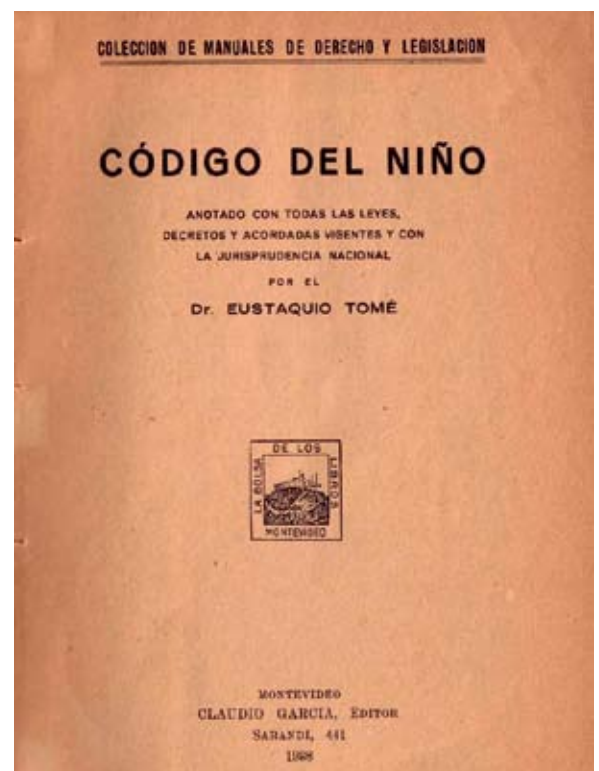 COLECCION DE MANUALES DE DERECHO Y LEGISLACION
CÓDIGO DEL NIÑO
ANOTADO CON TODAS LAS LEYES,
DECRETOS Y ACORDADAS VIGENTES Y CON
LA JURISPRUDENCIA NACIONAL
POR EL
Dr. EUSTAQUIO TOMÉ
DE LOS
LA BOLSA
LIBROS
MONTEVIDEO
MONTEVIDEO
CLAUDIO GARCIA, EDITOR
SARANDI, 441